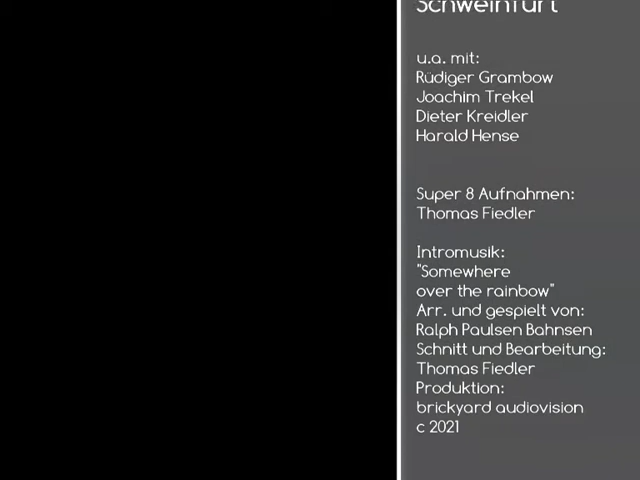 Schweinfurt
u.a. mit:
Rüdiger Grambow
Joachim Trekel
Dieter Kreidler
Harald Hense
Super 8 Aufnahmen:
Thomas Fiedler
Intromusik:
"Somewhere
over the rainbow"
Arr. und gespielt von:
Ralph Paulsen Bahnsen
Schnitt und Bearbeitung:
Thomas Fiedler
Produktion:
brickyard audiovision
c 2021